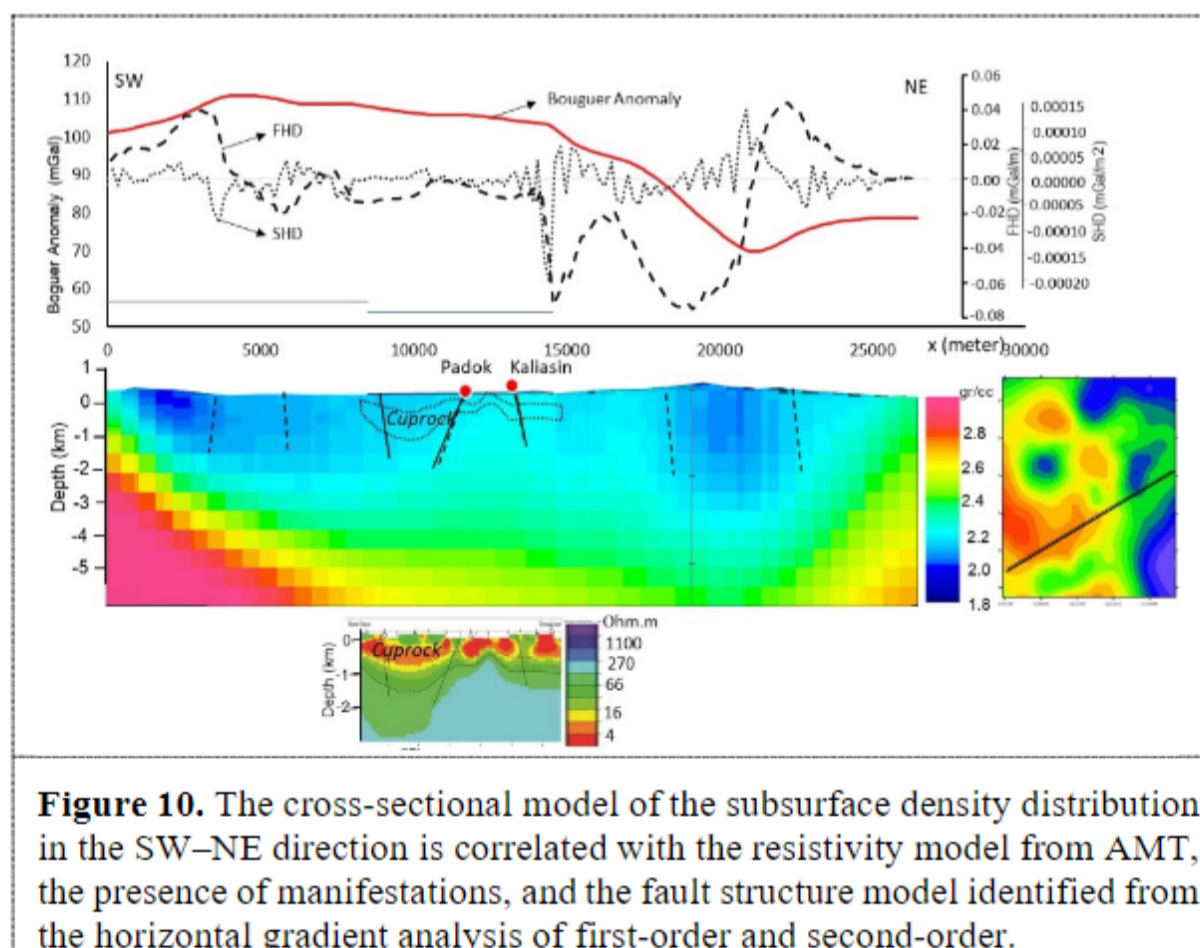 120
110
100
90
80
70
60
50
Boguer Anomaly (mGal)
SW
NE
FHD
SHD
Bouguer Anomaly
0.06
0.04
0.02
0.00
-0.02
-0.04
-0.06
-0.08
FHD (mGal/m)
0.00015
0.00010
0.00005
0.00000
-0.00005
-0.00010
-0.00015
-0.00020
SHD (mGal/m2)
0 5000 10000 15000 20000 25000 30000
x (meter)
Padok Kaliasin
1
0
-1
-2
-3
-4
-5
Depth (km)
Cuprock
gr/cc
2.8
2.6
2.4
2.2
2.0
1.8
0
-1
-2
Depth (km)
Cuprock
Ohm.m
1100
270
66
16
4
Figure 10. The cross-sectional model of the subsurface density distribution
in the SW–NE direction is correlated with the resistivity model from AMT,
the presence of manifestations, and the fault structure model identified from
the horizontal gradient analysis of first-order and second-order.